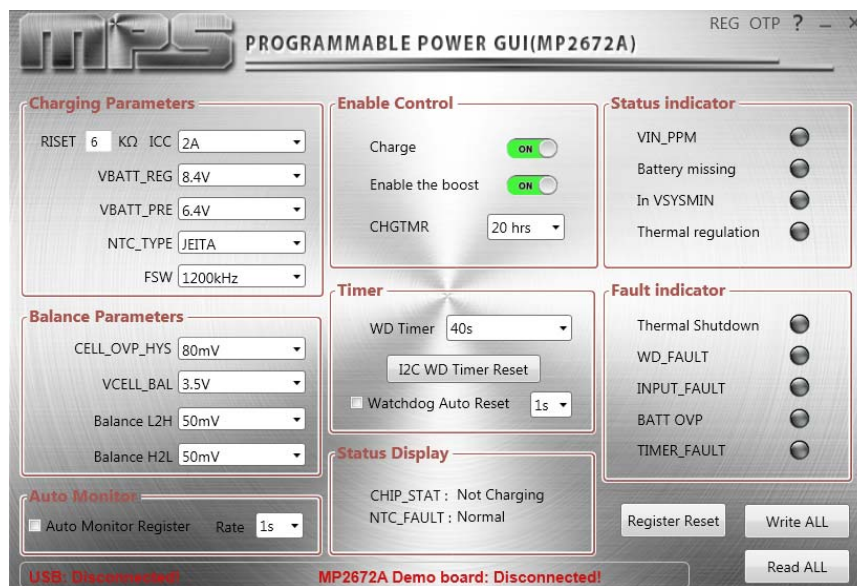 MPS
PROGRAMMABLE POWER GUI(MP2672A)
REG OTP ? – ×
Charging Parameters
RISET 6 KΩ ICC 2A
VBATT_REG 8.4V
VBATT_PRE 6.4V
NTC_TYPE JEITA
FSW 1200kHz
Balance Parameters
CELL_OVP_HYS 80mV
VCELL_BAL 3.5V
Balance L2H 50mV
Balance H2L 50mV
Auto Monitor
Auto Monitor Register Rate 1s
Enable Control
Charge ON
Enable the boost ON
CHGTMR 20 hrs
Timer
WD Timer 40s
I2C WD Timer Reset
Watchdog Auto Reset 1s
Status Display
CHIP_STAT : Not Charging
NTC_FAULT : Normal
Status indicator
VIN_PPM
Battery missing
In VSYSMIN
Thermal regulation
Fault indicator
Thermal Shutdown
WD_FAULT
INPUT_FAULT
BATT OVP
TIMER_FAULT
Register Reset
Write ALL
Read ALL
USB: Disconnected!
MP2672A Demo board: Disconnected!